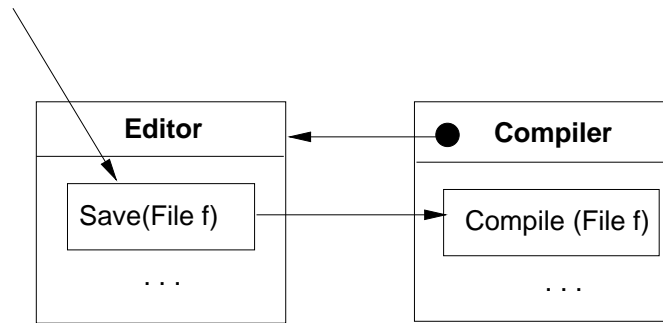 Editor
Save(File f)
. . .
Compiler
Compile (File f)
. . .